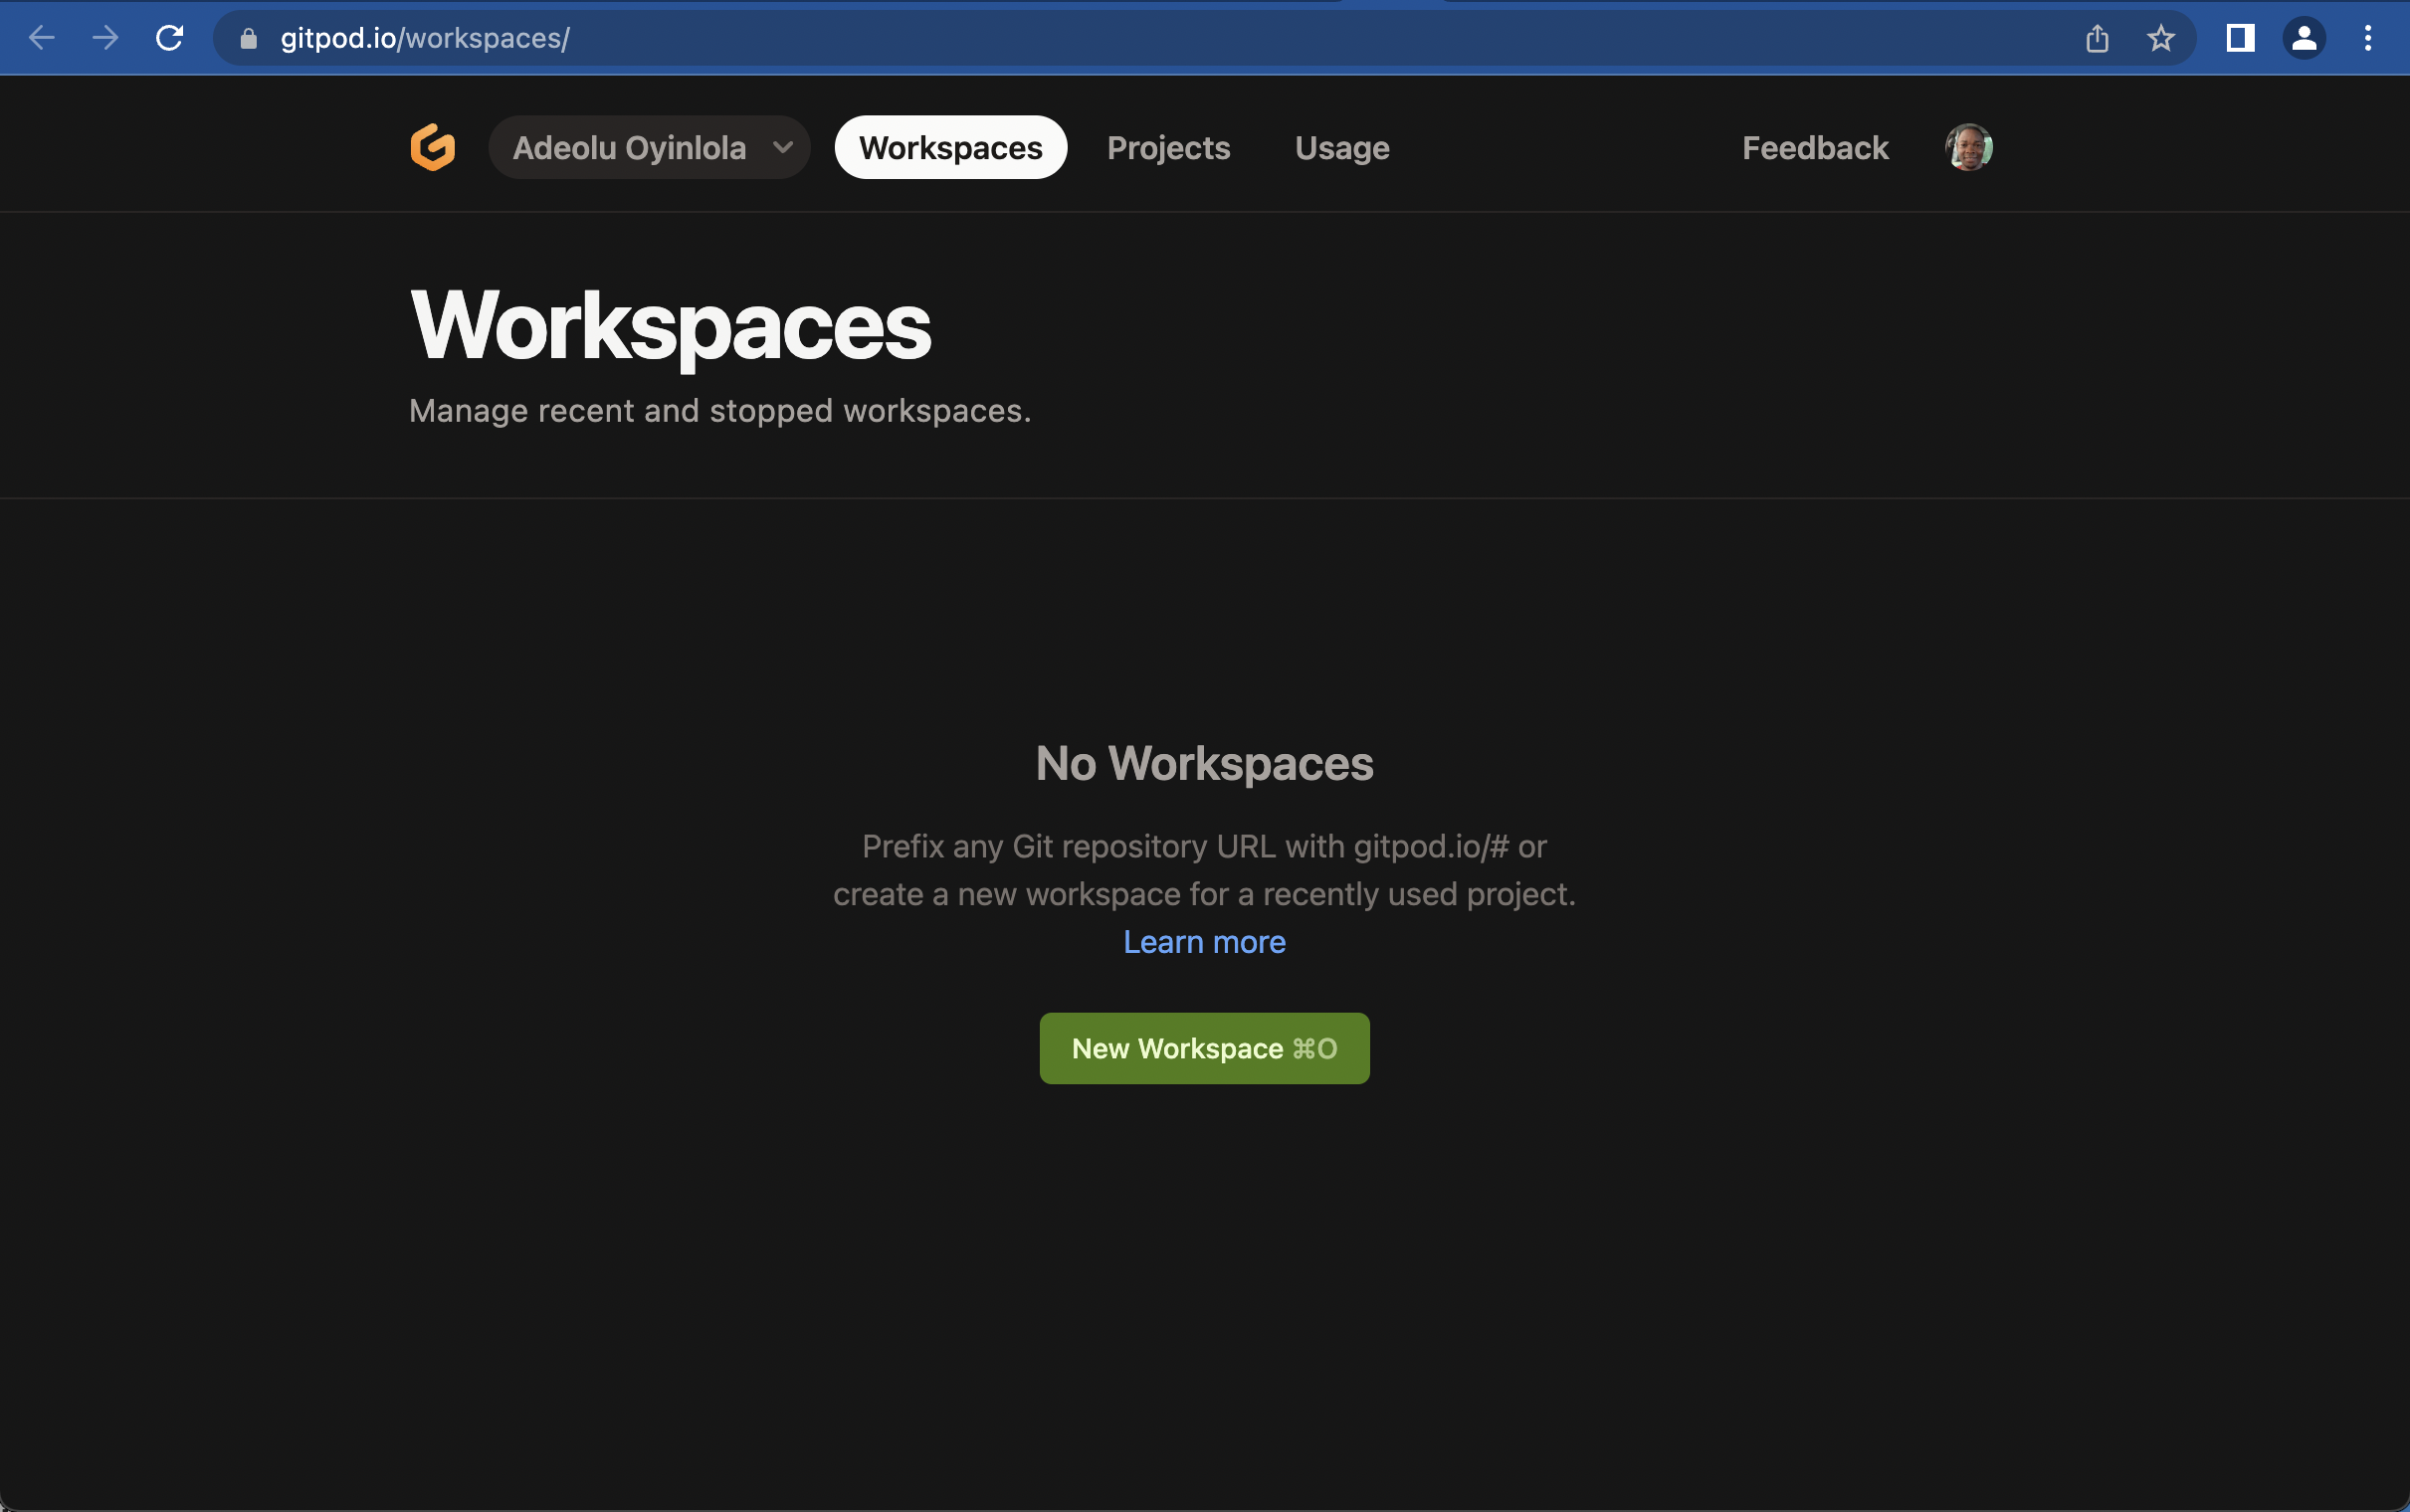 gitpod.io/workspaces/
Adeolu Oyinlola
Workspaces
Projects
Usage
Feedback
Workspaces
Manage recent and stopped workspaces.
No Workspaces
Prefix any Git repository URL with gitpod.io/# or
create a new workspace for a recently used project.
Learn more
New Workspace ⌘O